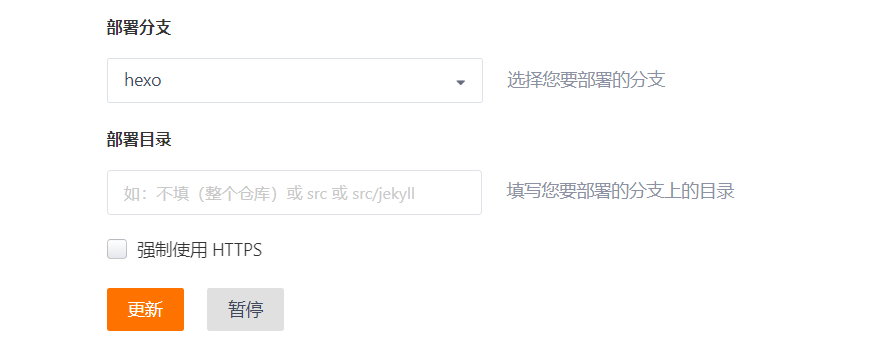 部署分支
hexo 选择您要部署的分支
部署目录
如：不填（整个仓库）或 src 或 src/jekyll 填写您要部署的分支上的目录
强制使用 HTTPS
更新 暂停